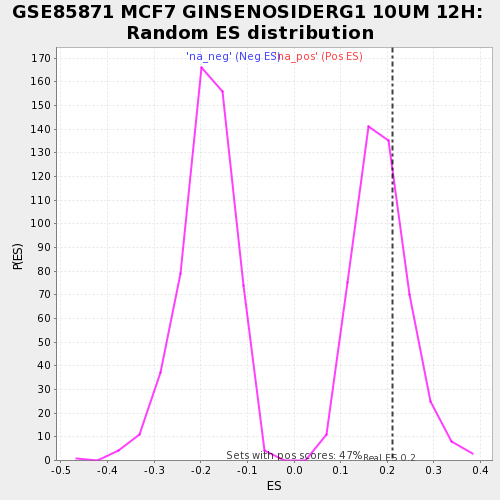 GSE85871 MCF7 GINSENOSIDERG1 10UM 12H:
Random ES distribution
'na_neg' (Neg ES) 'na_pos' (Pos ES)
170
160
150
140
130
120
110
100
90
80
70
60
50
40
30
20
10
0
P(ES)
Sets with pos scores: 47%
Real ES 0.2
-0.5 -0.4 -0.3 -0.2 -0.1 0.0 0.1 0.2 0.3 0.4
ES